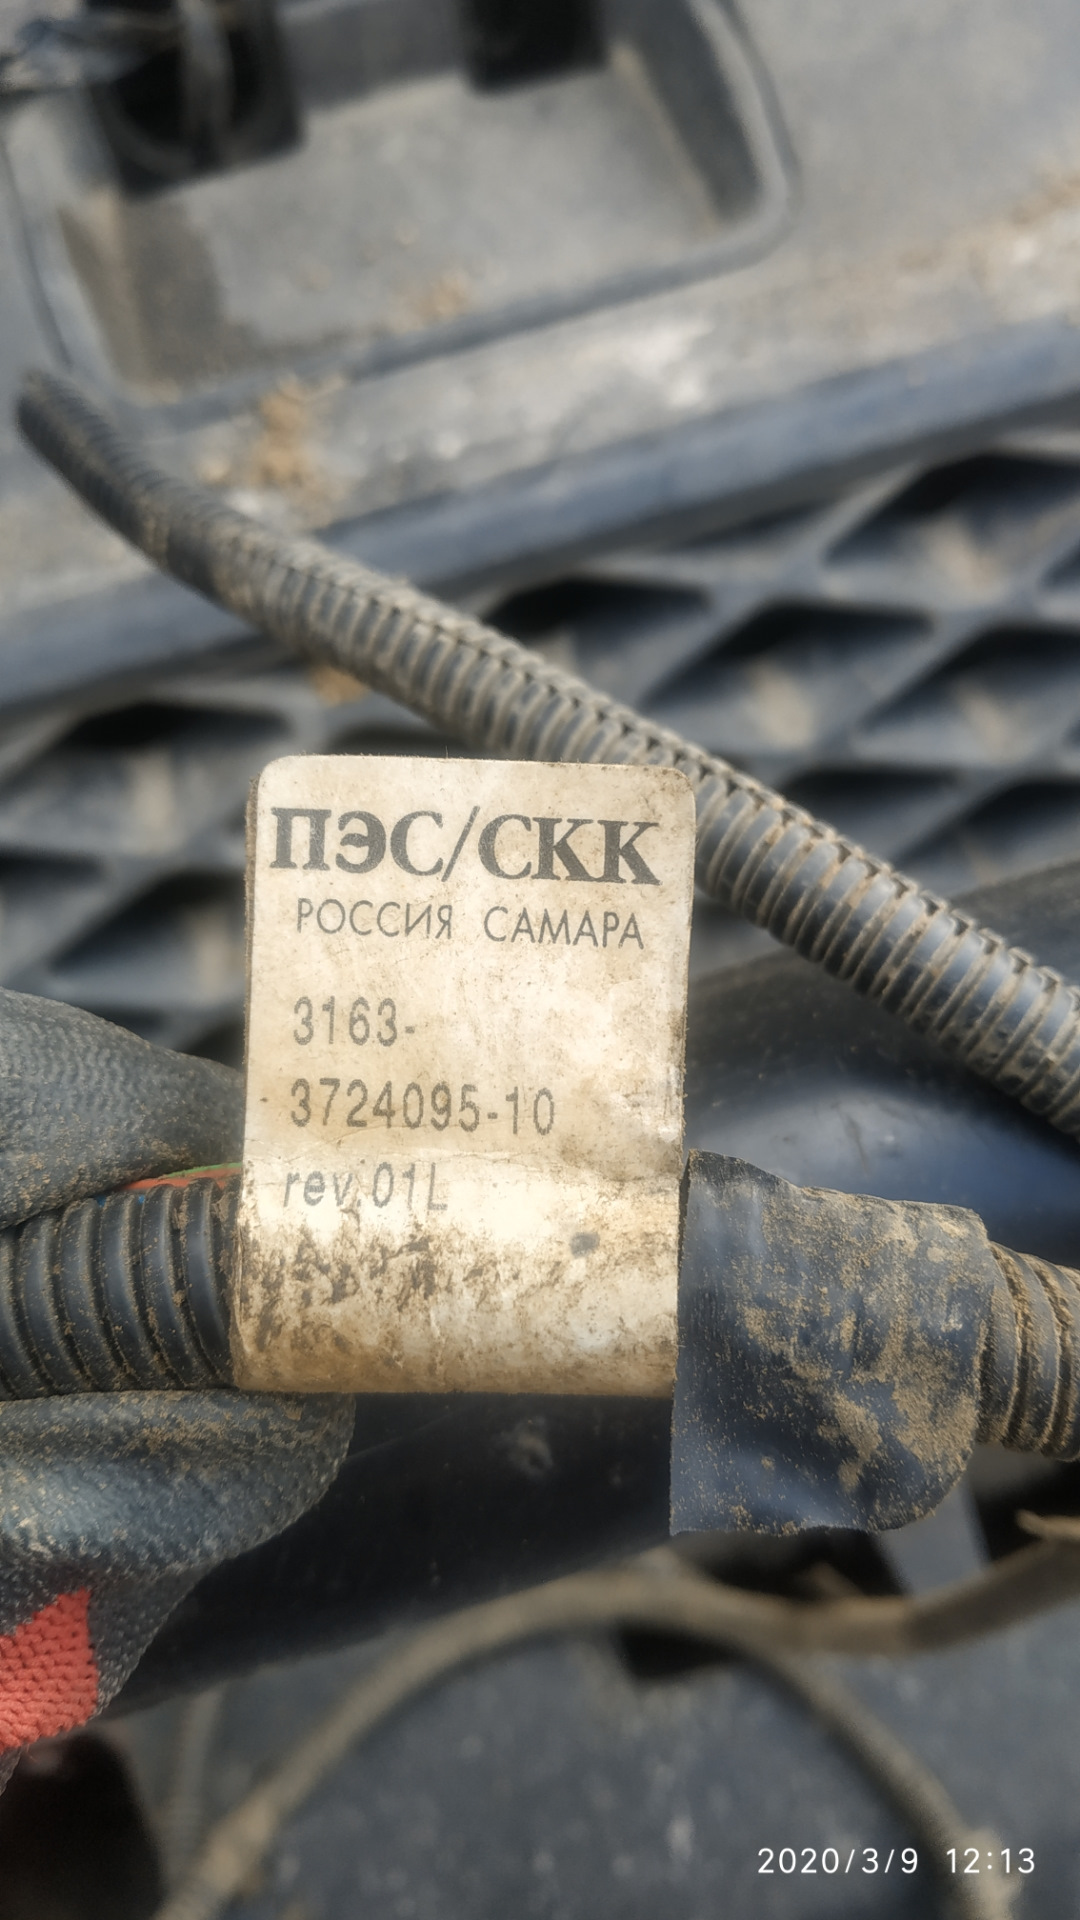 ПЭС/СКК
РОССИЯ САМАРА
3163-
3724095-10
rev.01L
2020/3/9 12:13